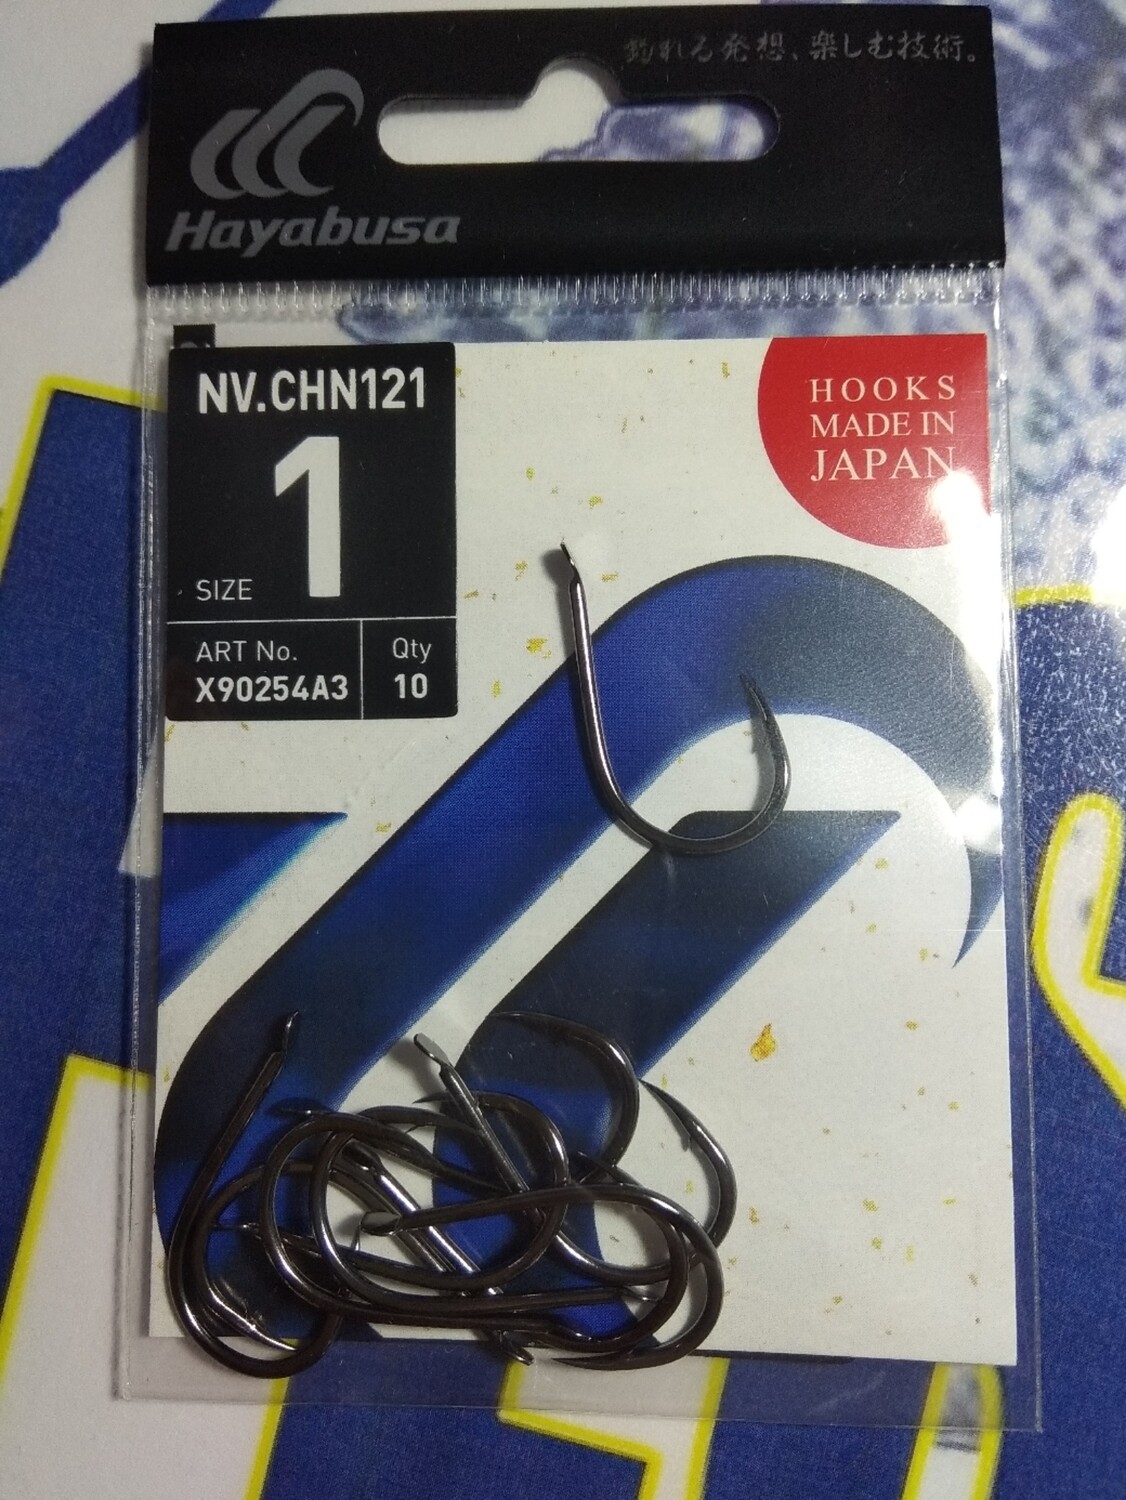 釣れる発想、楽しむ技術。
Hayabusa
NV.CHN121
1
SIZE
ART No.
X90254A3
Qty
10
HOOKS
MADE IN
JAPAN